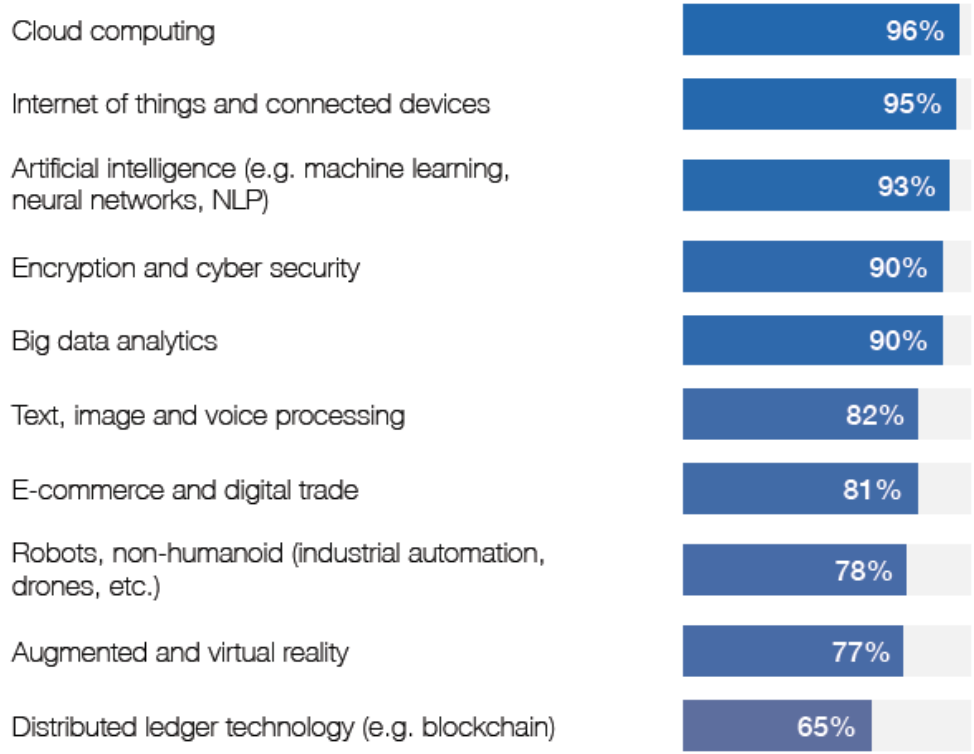 Cloud computing 96%
Internet of things and connected devices 95%
Artificial intelligence (e.g. machine learning,
neural networks, NLP) 93%
Encryption and cyber security 90%
Big data analytics 90%
Text, image and voice processing 82%
E-commerce and digital trade 81%
Robots, non-humanoid (industrial automation,
drones, etc.) 78%
Augmented and virtual reality 77%
Distributed ledger technology (e.g. blockchain) 65%